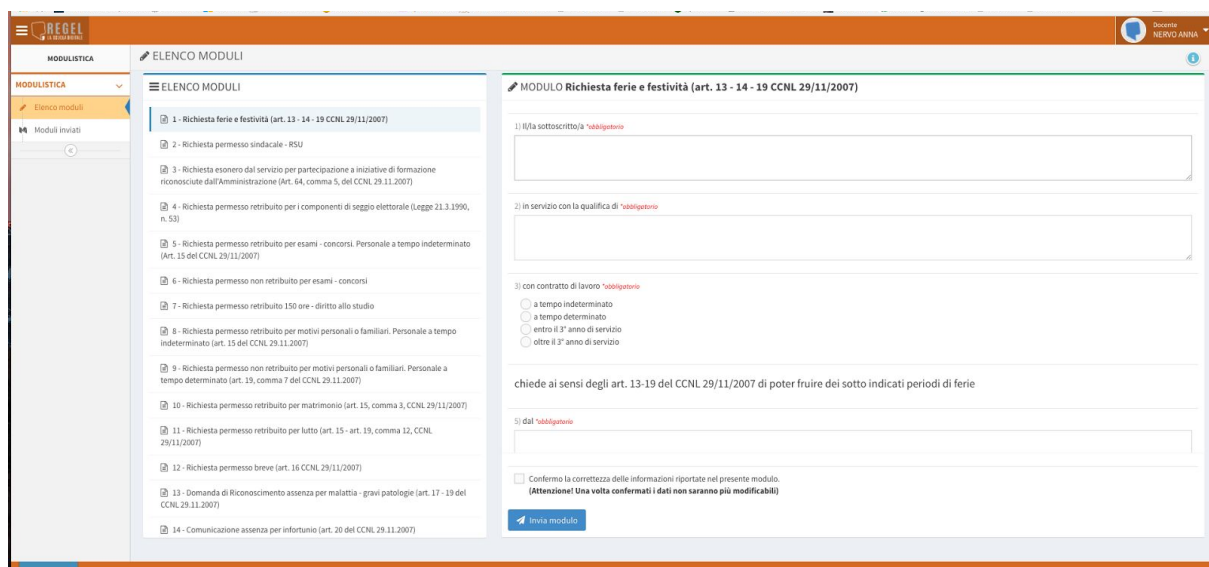 REGEL
Docente
NERVO ANNA
MODULISTICA
ELENCO MODULI
MODULISTICA
Elenco moduli
Moduli inviati
ELENCO MODULI
1 - Richiesta ferie e festività (art. 13 - 14 - 19 CCNL 29/11/2007)
2 - Richiesta permesso sindacale - RSU
3 - Richiesta esonero dal servizio per partecipazione a iniziative di formazione
riconosciute dall'Amministrazione (Art. 64, comma 5, del CCNL 29.11.2007)
4 - Richiesta permesso retribuito per i componenti di seggio elettorale (Legge 21.3.1990,
n. 53)
5 - Richiesta permesso retribuito per esami - concorsi. Personale a tempo indeterminato
(Art. 15 del CCNL 29/11/2007)
6 - Richiesta permesso non retribuito per esami - concorsi
7 - Richiesta permesso retribuito 150 ore - diritto allo studio
8 - Richiesta permesso retribuito per motivi personali o familiari. Personale a tempo
indeterminato (art. 15 del CCNL 29.11.2007)
9 - Richiesta permesso non retribuito per motivi personali o familiari. Personale a
tempo determinato (art. 19, comma 7 del CCNL 29.11.2007)
10 - Richiesta permesso retribuito per matrimonio (art. 15, comma 3, CCNL 29/11/2007)
11 - Richiesta permesso retribuito per lutto (art. 15 - art. 19, comma 12, CCNL
29/11/2007)
12 - Richiesta permesso breve (art. 16 CCNL 29/11/2007)
13 - Domanda di Riconoscimento assenza per malattia - gravi patologie (art. 17 - 19 del
CCNL 29.11.2007)
14 - Comunicazione assenza per infortunio (art. 20 del CCNL 29.11.2007)
MODULO Richiesta ferie e festività (art. 13 - 14 - 19 CCNL 29/11/2007)
1) Il/la sottoscritto/a *obbligatorio
2) in servizio con la qualifica di *obbligatorio
3) con contratto di lavoro *obbligatorio
a tempo indeterminato
a tempo determinato
entro il 3° anno di servizio
oltre il 3° anno di servizio
chiede ai sensi degli art. 13-19 del CCNL 29/11/2007 di poter fruire dei sotto indicati periodi di ferie
5) dal *obbligatorio
Confermo la correttezza delle informazioni riportate nel presente modulo.
(Attenzione! Una volta confermati i dati non saranno più modificabili)
Invia modulo